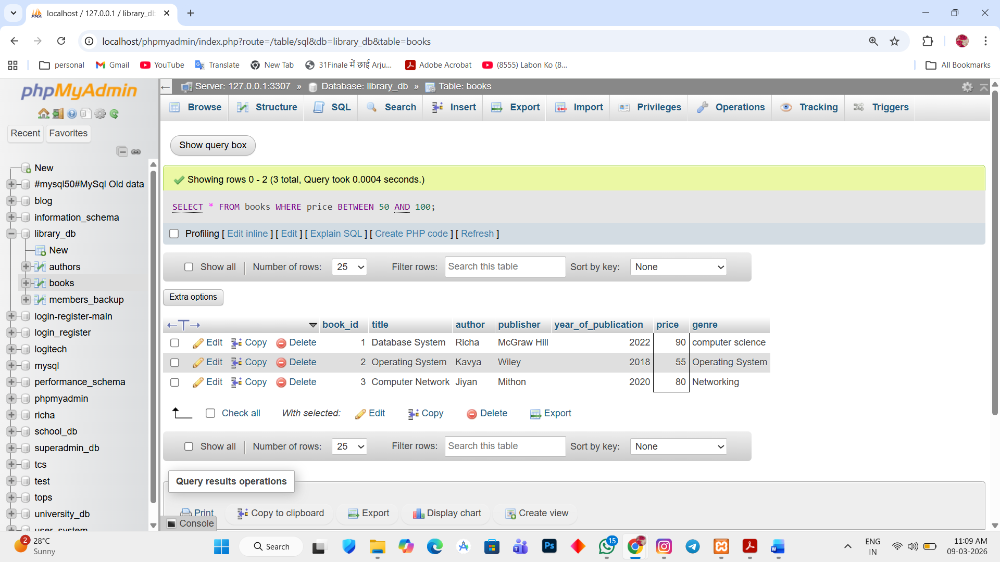 localhost / 127.0.0.1 / library_db
localhost/phpmyadmin/index.php?route=/table/sql&db=library_db&table=books
personal Gmail YouTube Translate New Tab 31Finale में छाई Arju... Adobe Acrobat (8555) Labon Ko (8... All Bookmarks
phpMyAdmin
Recent Favorites
New
#mysql50#MySql Old data
blog
information_schema
library_db
New
authors
books
members_backup
login-register-main
login_register
logitech
mysql
performance_schema
phpmyadmin
richa
school_db
superadmin_db
tcs
test
tops
university_db
user_system
Server: 127.0.0.1:3307 » Database: library_db » Table: books
Browse Structure SQL Search Insert Export Import Privileges Operations Tracking Triggers
Show query box
Showing rows 0 - 2 (3 total, Query took 0.0004 seconds.)
SELECT * FROM books WHERE price BETWEEN 50 AND 100;
Profiling [ Edit inline ] [ Edit ] [ Explain SQL ] [ Create PHP code ] [ Refresh ]
Show all Number of rows: 25 Filter rows: Search this table Sort by key: None
Extra options
book_id title author publisher year_of_publication price genre
Edit Copy Delete 1 Database System Richa McGraw Hill 2022 90 computer science
Edit Copy Delete 2 Operating System Kavya Wiley 2018 55 Operating System
Edit Copy Delete 3 Computer Network Jiyan Mithon 2020 80 Networking
Check all With selected: Edit Copy Delete Export
Show all Number of rows: 25 Filter rows: Search this table Sort by key: None
Query results operations
Print Copy to clipboard Export Display chart Create view
Console
2 28°C
Sunny
Search
Ps
15
ENG
IN
11:09 AM
09-03-2026